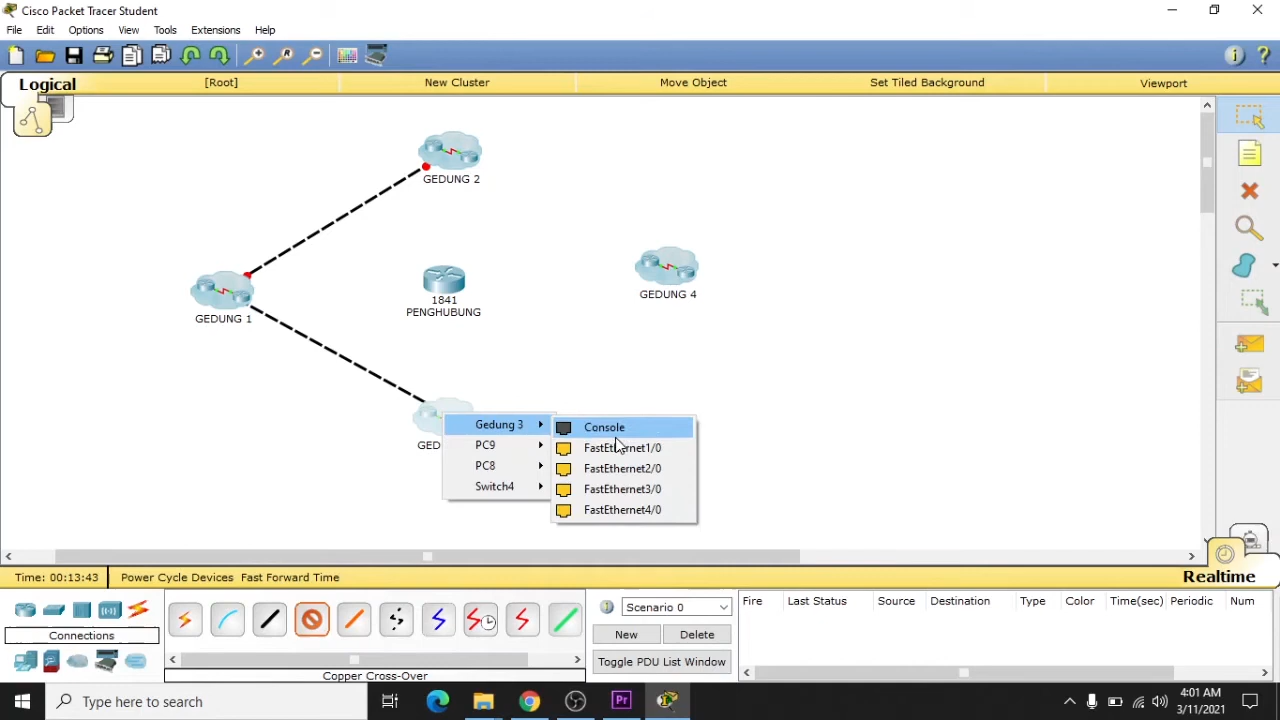 Cisco Packet Tracer Student
File Edit Options View Tools Extensions Help
Logical [Root] New Cluster Move Object Set Tiled Background Viewport
GEDUNG 2
GEDUNG 4
1841
PENGHUBUNG
GEDUNG 1
GED
Gedung 3
PC9
PC8
Switch4
Console
FastEthernet1/0
FastEthernet2/0
FastEthernet3/0
FastEthernet4/0
Time: 00:13:43 Power Cycle Devices Fast Forward Time Realtime
Connections
Copper Cross-Over
Scenario 0
New Delete
Toggle PDU List Window
Fire Last Status Source Destination Type Color Time(sec) Periodic Num
Type here to search
Pr
4:01 AM
3/11/2021